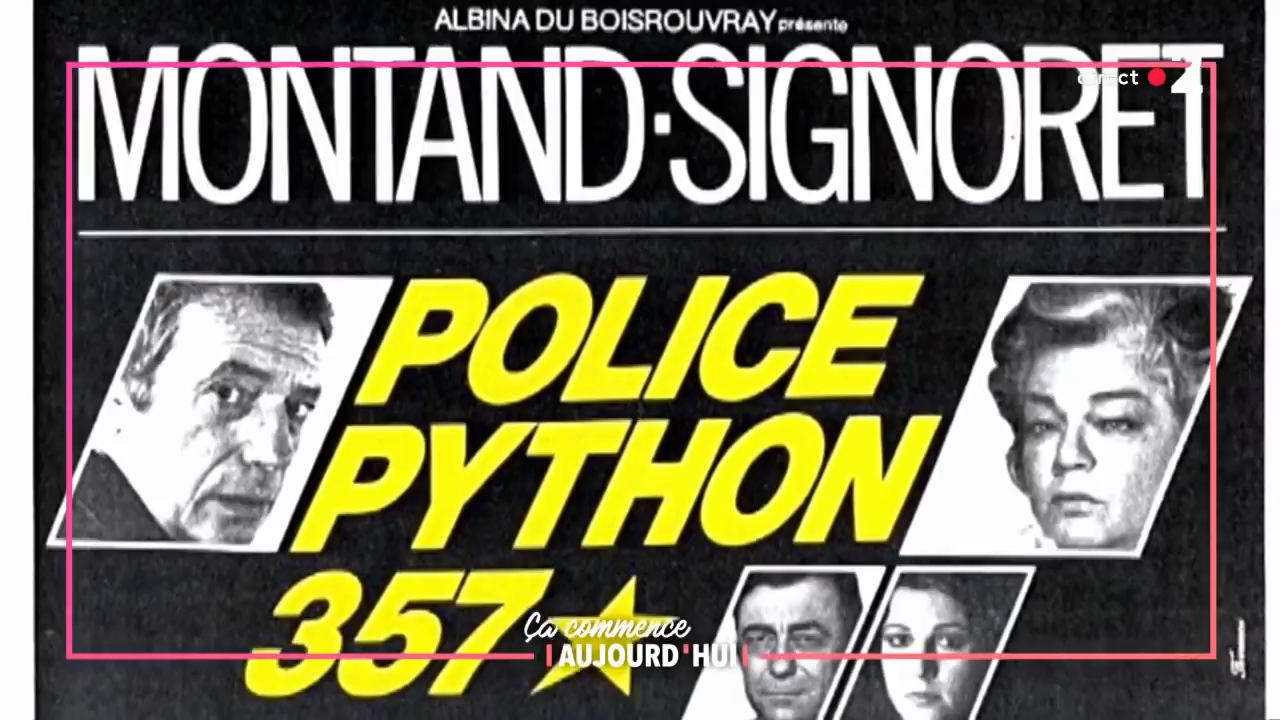 ALBINA DU BOISROUVRAY présente
MONTAND·SIGNORET
direct 2
POLICE
PYTHON
357
Ça commence
AUJOURD'HUI